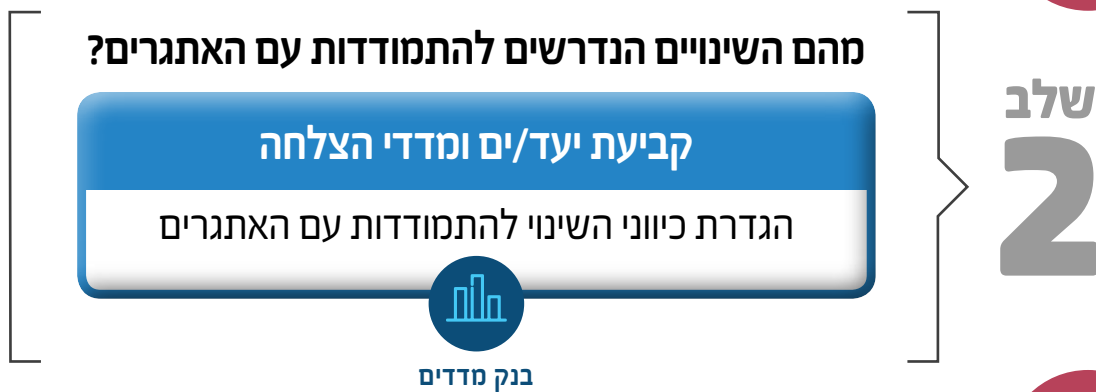 שלב
2
מהם השינויים הנדרשים להתמודדות עם האתגרים?
קביעת יעד/ים ומדדי הצלחה
הגדרת כיווני השינוי להתמודדות עם האתגרים
בנק מדדים